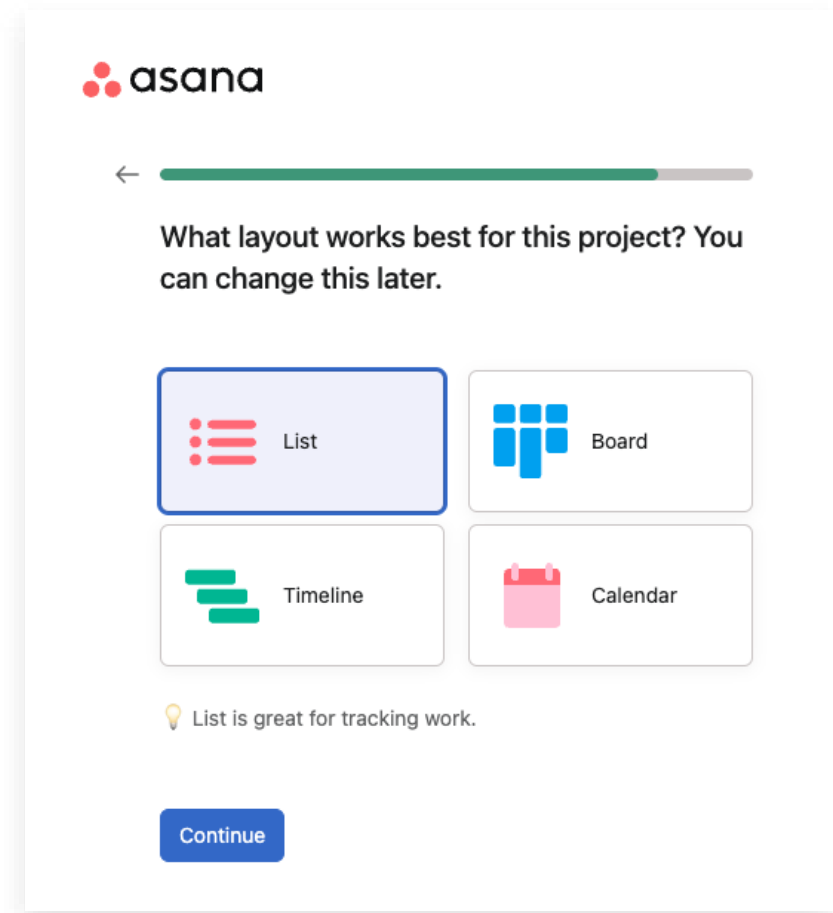 asana
What layout works best for this project? You
can change this later.
List
Board
Timeline
Calendar
List is great for tracking work.
Continue